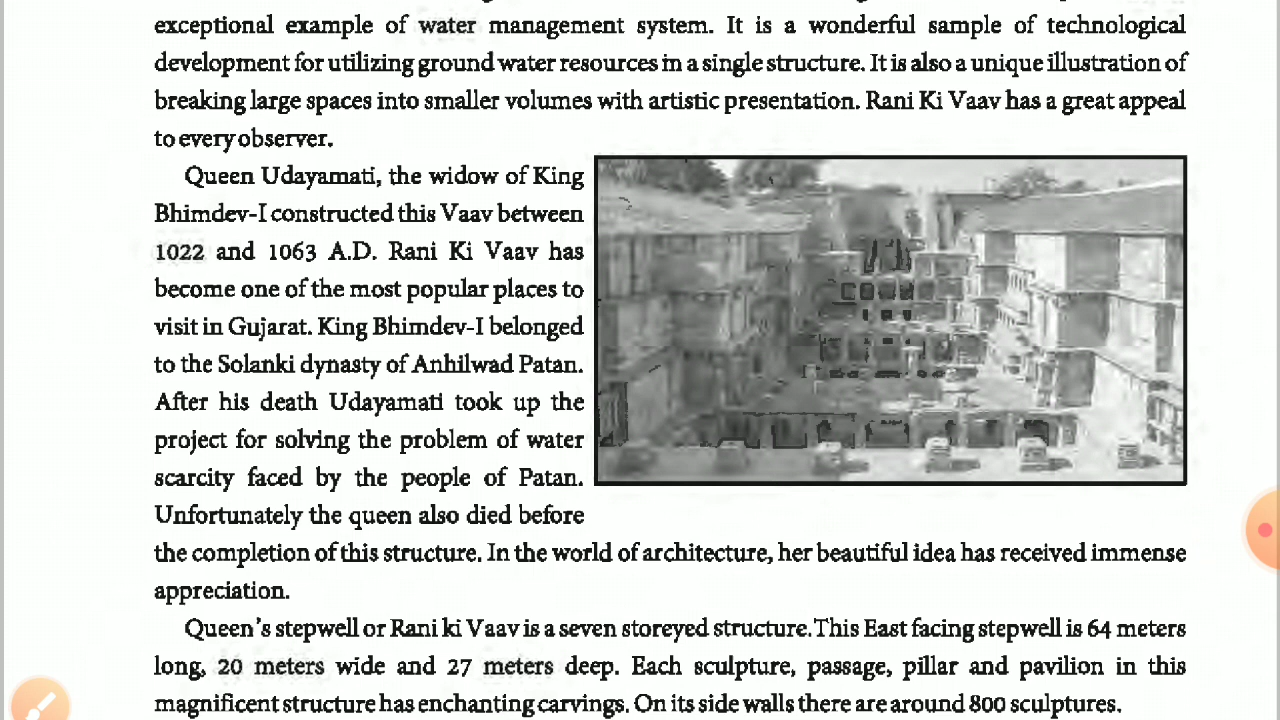 exceptional example of water management system. It is a wonderful sample of technological
development for utilizing ground water resources in a single structure. It is also a unique illustration of
breaking large spaces into smaller volumes with artistic presentation. Rani Ki Vaav has a great appeal
to every observer.
Queen Udayamati, the widow of King
Bhimdev-I constructed this Vaav between
1022 and 1063 A.D. Rani Ki Vaav has
become one of the most popular places to
visit in Gujarat. King Bhimdev-I belonged
to the Solanki dynasty of Anhilwad Patan.
After his death Udayamati took up the
project for solving the problem of water
scarcity faced by the people of Patan.
Unfortunately the queen also died before
the completion of this structure. In the world of architecture, her beautiful idea has received immense
appreciation.
Queen's stepwell or Rani ki Vaav is a seven storeyed structure. This East facing stepwell is 64 meters
long, 20 meters wide and 27 meters deep. Each sculpture, passage, pillar and pavilion in this
magnificent structure has enchanting carvings. On its side walls there are around 800 sculptures.